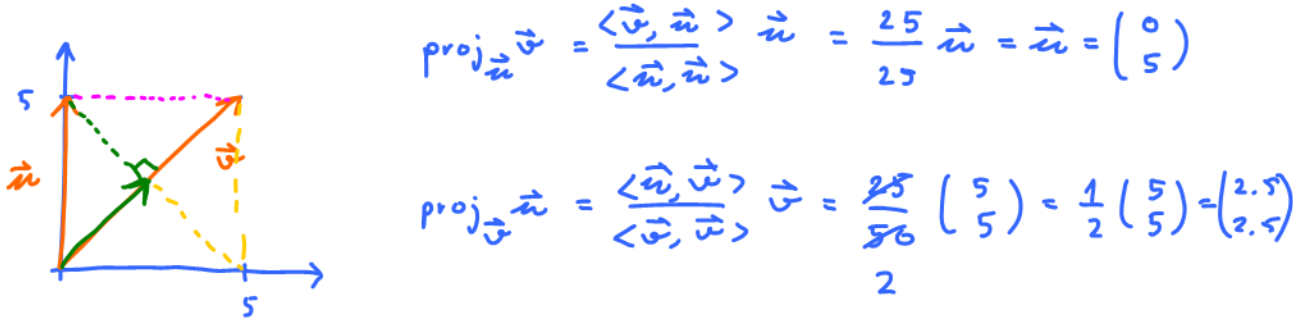 5
u⃗
v⃗
5
proj_u⃗ v⃗ = <v⃗, u⃗> / <u⃗, u⃗> u⃗ = 25 / 25 u⃗ = u⃗ = (0 5)
proj_v⃗ u⃗ = <u⃗, v⃗> / <v⃗, v⃗> v⃗ = 25 / 50 (5 5) = 1/2 (5 5) = (2.5 2.5)
2